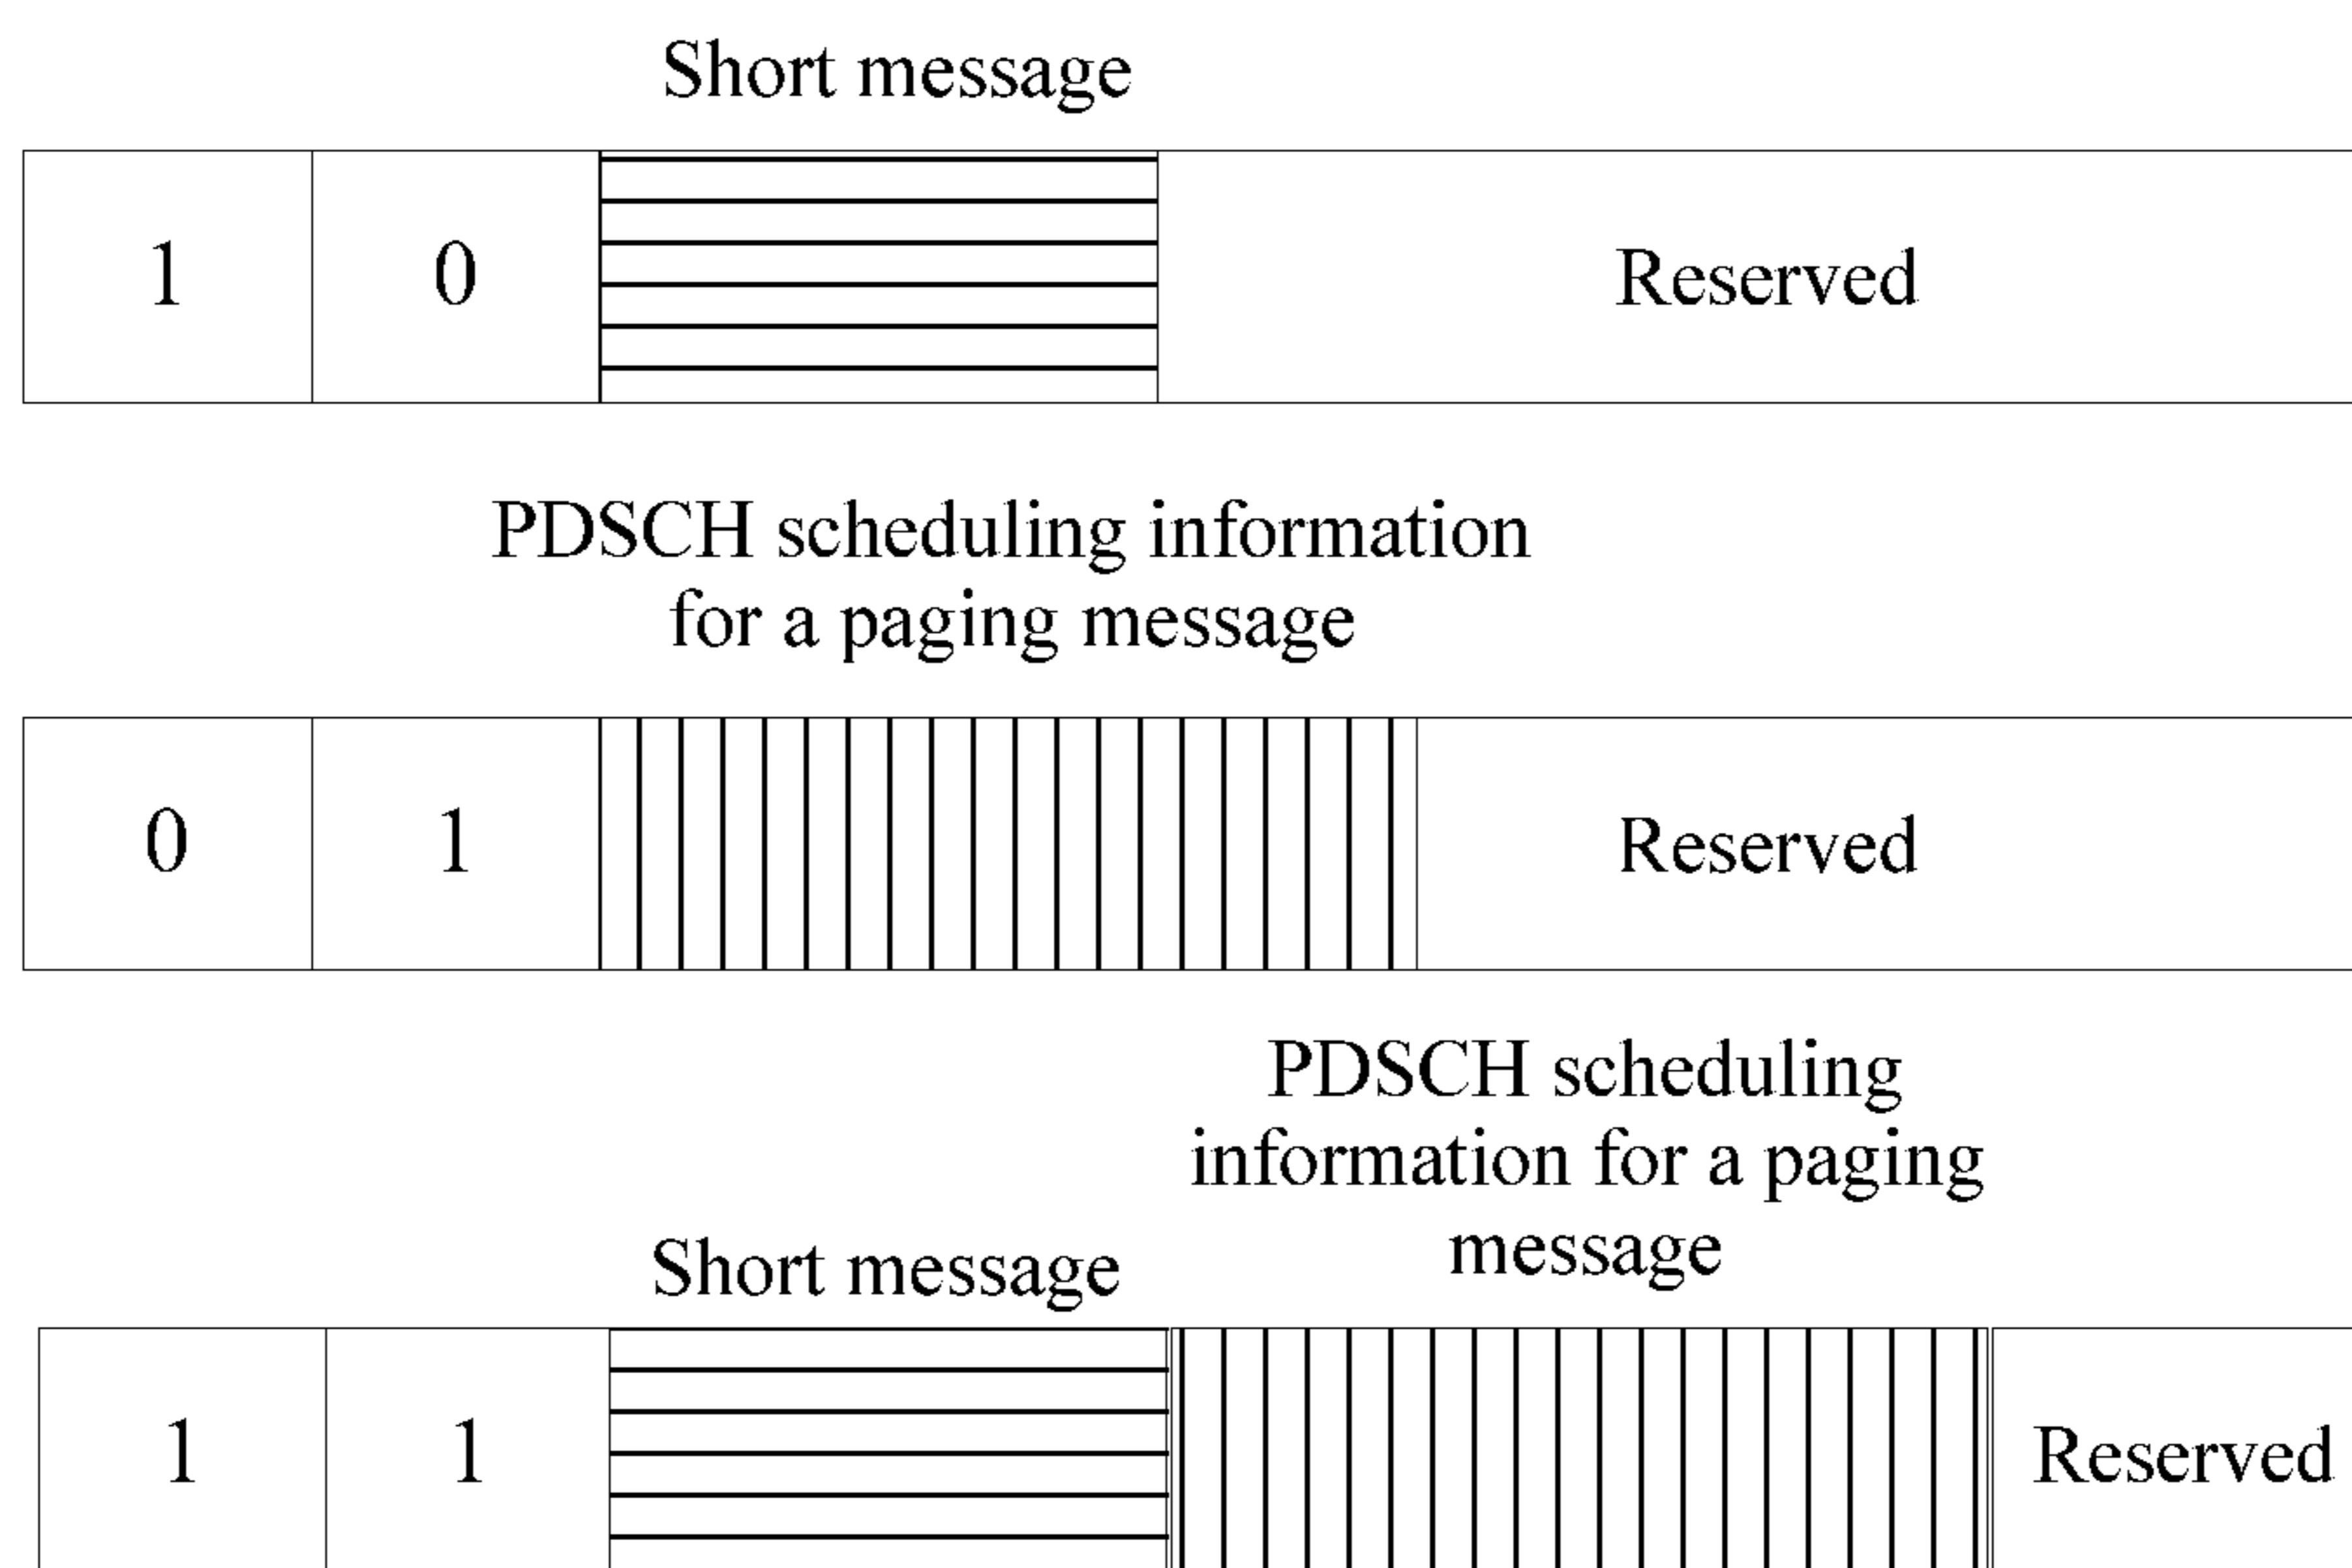 Short message
1 0 Reserved
PDSCH scheduling information
for a paging message
0 1 Reserved
PDSCH scheduling
information for a paging
message
Short message
1 1 Reserved